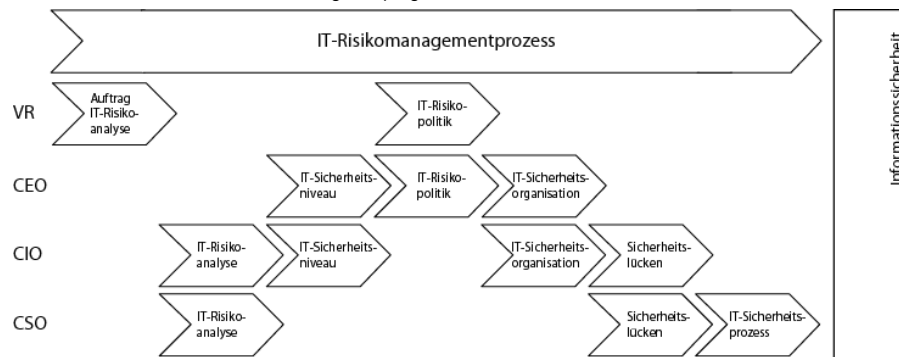 IT-Risikomanagementprozess
Informationssicherheit
VR
Auftrag
IT-Risiko-
analyse
IT-Risiko-
politik
CEO
IT-Sicherheits-
niveau
IT-Risiko-
politik
IT-Sicherheits-
organisation
CIO
IT-Risiko-
analyse
IT-Sicherheits-
niveau
IT-Sicherheits-
organisation
Sicherheits-
lücken
CSO
IT-Risiko-
analyse
Sicherheits-
lücken
IT-Sicherheits-
prozess